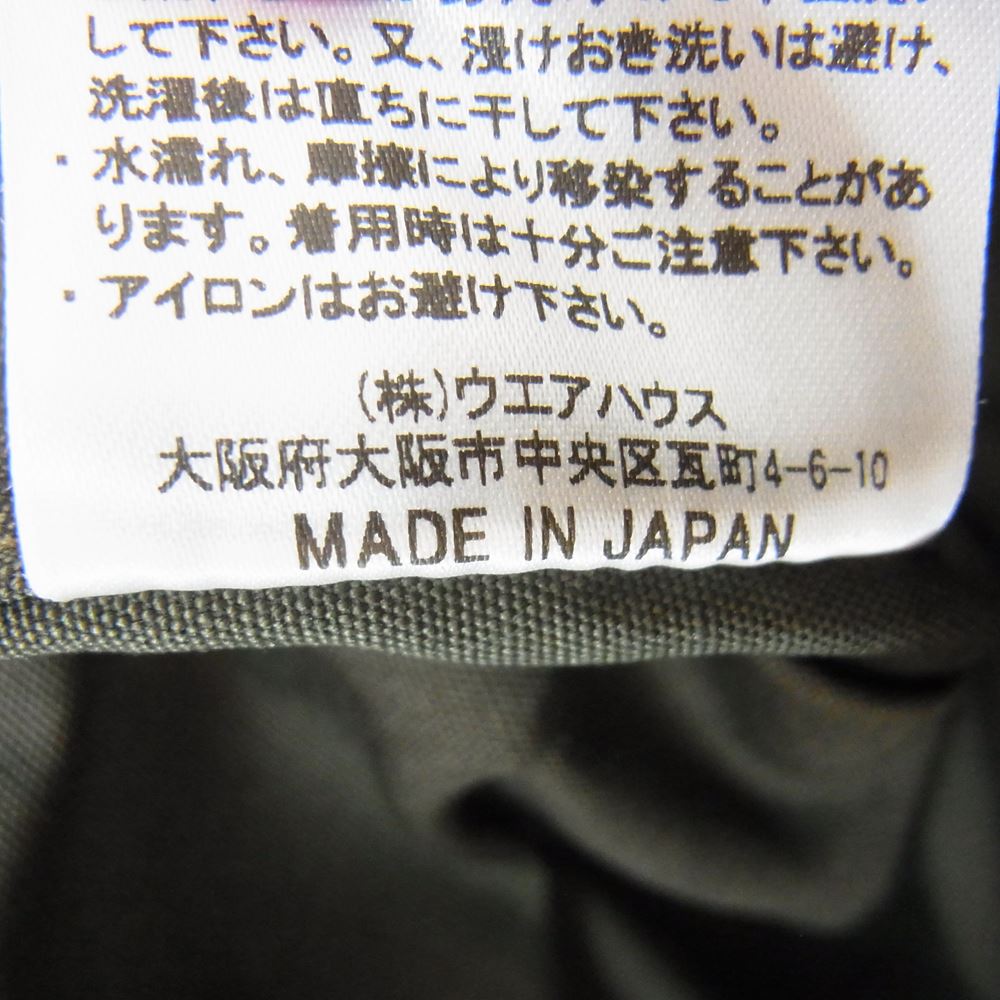 して下さい。又、浸けおき洗いは避け、
洗濯後は直ちに干して下さい。
・水濡れ、摩擦により移染することがあ
ります。着用時は十分ご注意下さい。
・アイロンはお避け下さい。
(株)ウエアハウス
大阪府大阪市中央区瓦町4-6-10
MADE IN JAPAN